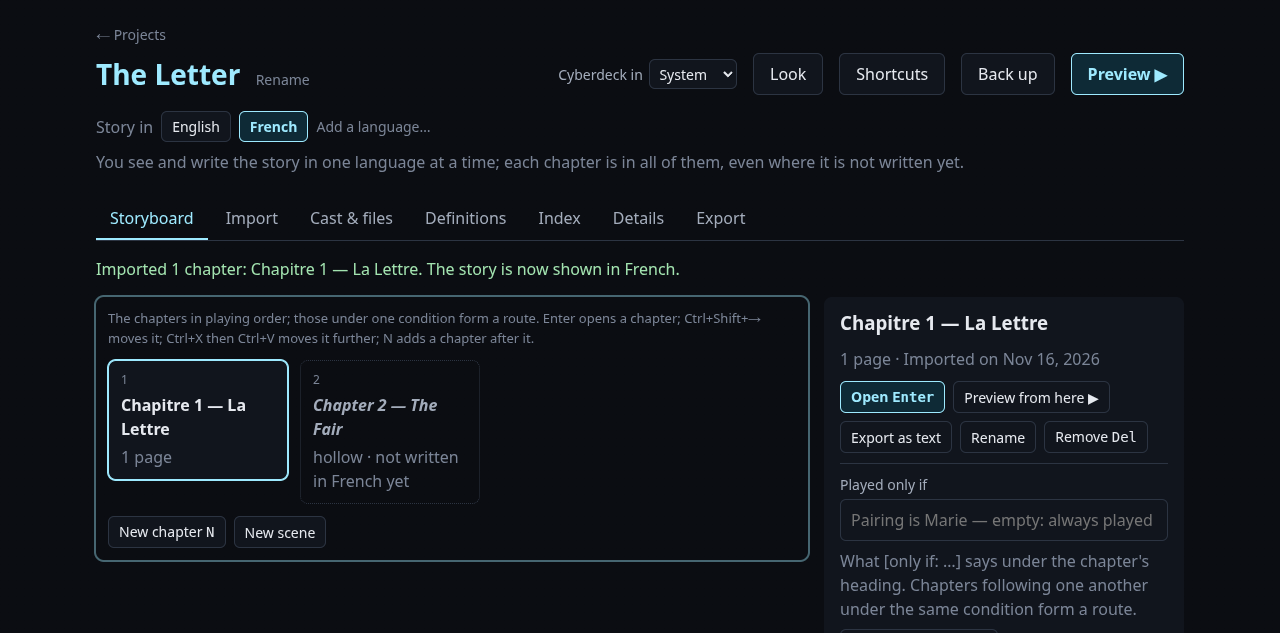 ← Projects
The Letter Rename Cyberdeck in System Look Shortcuts Back up Preview ▶
Story in English French Add a language…
You see and write the story in one language at a time; each chapter is in all of them, even where it is not written yet.
Storyboard Import Cast & files Definitions Index Details Export
Imported 1 chapter: Chapitre 1 — La Lettre. The story is now shown in French.
The chapters in playing order; those under one condition form a route. Enter opens a chapter; Ctrl+Shift+→
moves it; Ctrl+X then Ctrl+V moves it further; N adds a chapter after it.
1
Chapitre 1 — La
Lettre
1 page
2
Chapter 2 — The
Fair
hollow · not written
in French yet
New chapter N New scene
Chapitre 1 — La Lettre
1 page · Imported on Nov 16, 2026
Open Enter Preview from here ▶
Export as text Rename Remove Del
Played only if
Pairing is Marie — empty: always played
What [only if: …] says under the chapter's
heading. Chapters following one another
under the same condition form a route.